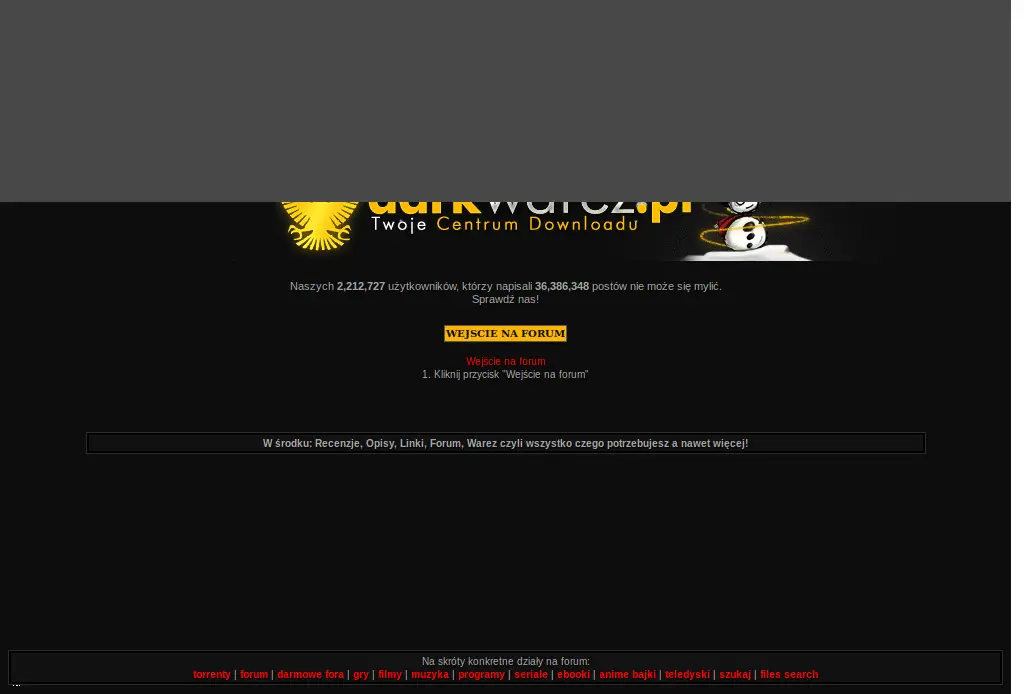 darkwarez.pl
Twoje Centrum Downloadu
Naszych 2,212,727 użytkowników, którzy napisali 36,386,348 postów nie może się mylić.
Sprawdź nas!
WEJSCIE NA FORUM
Wejście na forum
1. Kliknij przycisk "Wejście na forum"
W środku: Recenzje, Opisy, Linki, Forum, Warez czyli wszystko czego potrzebujesz a nawet więcej!
Na skróty konkretne działy na forum:
torrenty | forum | darmowe fora | gry | filmy | muzyka | programy | seriale | ebooki | anime bajki | teledyski | szukaj | files search